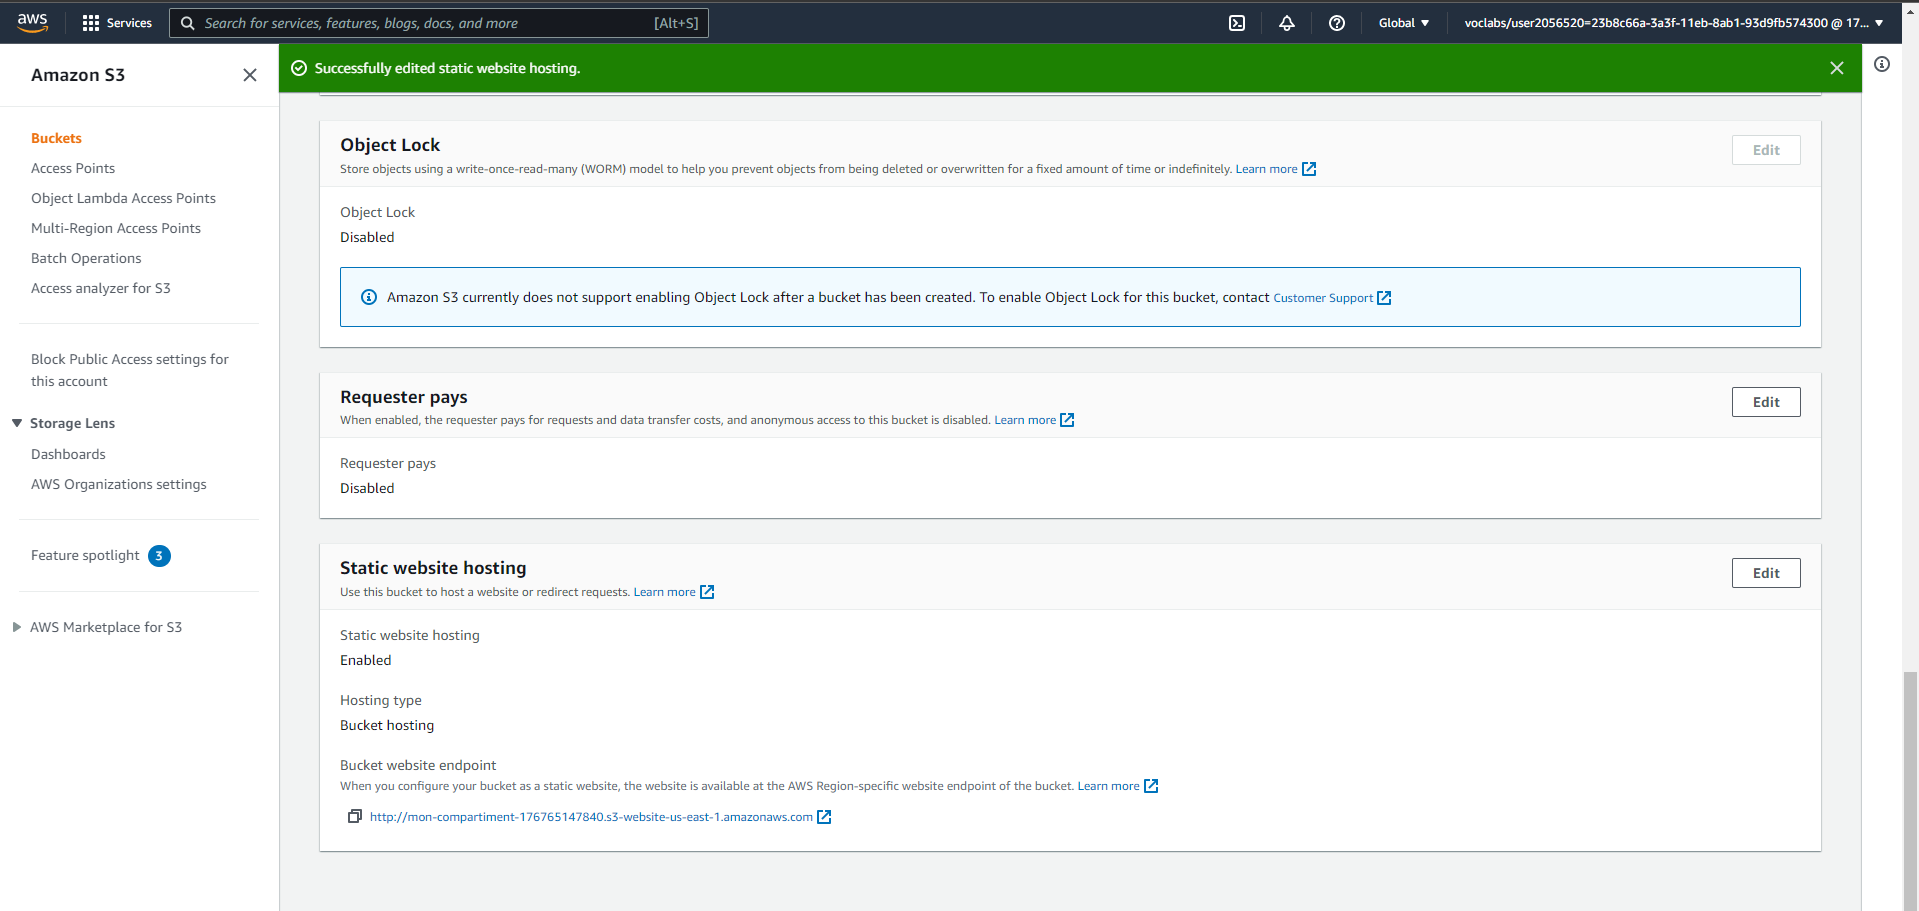 aws
Services
Search for services, features, blogs, docs, and more
[Alt+S]
Global
voclabs/user2056520=23b8c66a-3a3f-11eb-8ab1-93d9fb574300 @ 17...
Amazon S3
Buckets
Access Points
Object Lambda Access Points
Multi-Region Access Points
Batch Operations
Access analyzer for S3
Block Public Access settings for
this account
Storage Lens
Dashboards
AWS Organizations settings
Feature spotlight 3
AWS Marketplace for S3
Successfully edited static website hosting.
Object Lock
Edit
Store objects using a write-once-read-many (WORM) model to help you prevent objects from being deleted or overwritten for a fixed amount of time or indefinitely. Learn more
Object Lock
Disabled
Amazon S3 currently does not support enabling Object Lock after a bucket has been created. To enable Object Lock for this bucket, contact Customer Support
Requester pays
Edit
When enabled, the requester pays for requests and data transfer costs, and anonymous access to this bucket is disabled. Learn more
Requester pays
Disabled
Static website hosting
Edit
Use this bucket to host a website or redirect requests. Learn more
Static website hosting
Enabled
Hosting type
Bucket hosting
Bucket website endpoint
When you configure your bucket as a static website, the website is available at the AWS Region-specific website endpoint of the bucket. Learn more
http://mon-compartiment-176765147840.s3-website-us-east-1.amazonaws.com